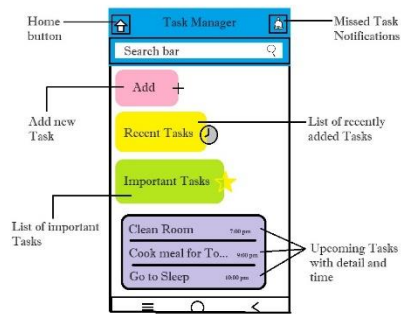 Home
button
Task Manager
Missed Task
Notifications
Search bar
Add
Add new
Task
Recent Tasks
List of recently
added Tasks
Important Tasks
List of important
Tasks
Clean Room 7:00 pm
Cook meal for To... 9:00 pm
Go to Sleep 10:00 pm
Upcoming Tasks
with detail and
time